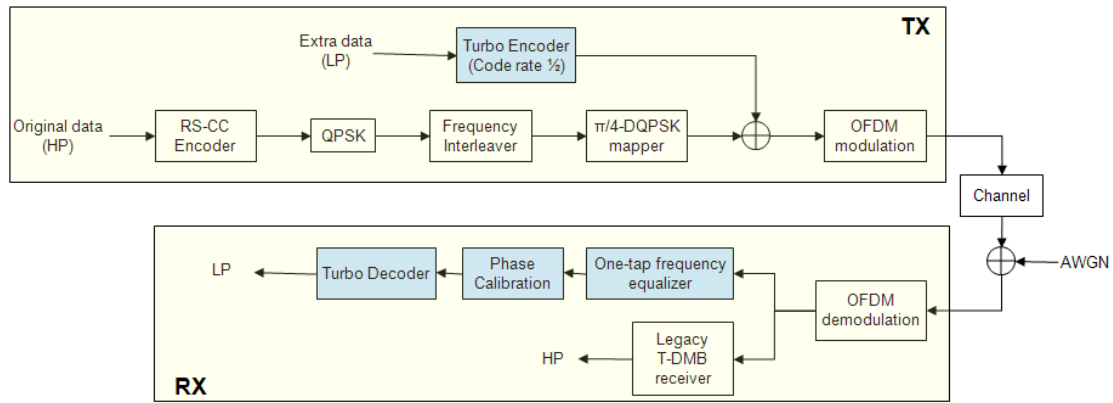 TX
Extra data
(LP)
Turbo Encoder
(Code rate ½)
Original data
(HP)
RS-CC
Encoder
QPSK
Frequency
Interleaver
π/4-DQPSK
mapper
OFDM
modulation
Channel
AWGN
LP
Turbo Decoder
Phase
Calibration
One-tap frequency
equalizer
OFDM
demodulation
HP
Legacy
T-DMB
receiver
RX